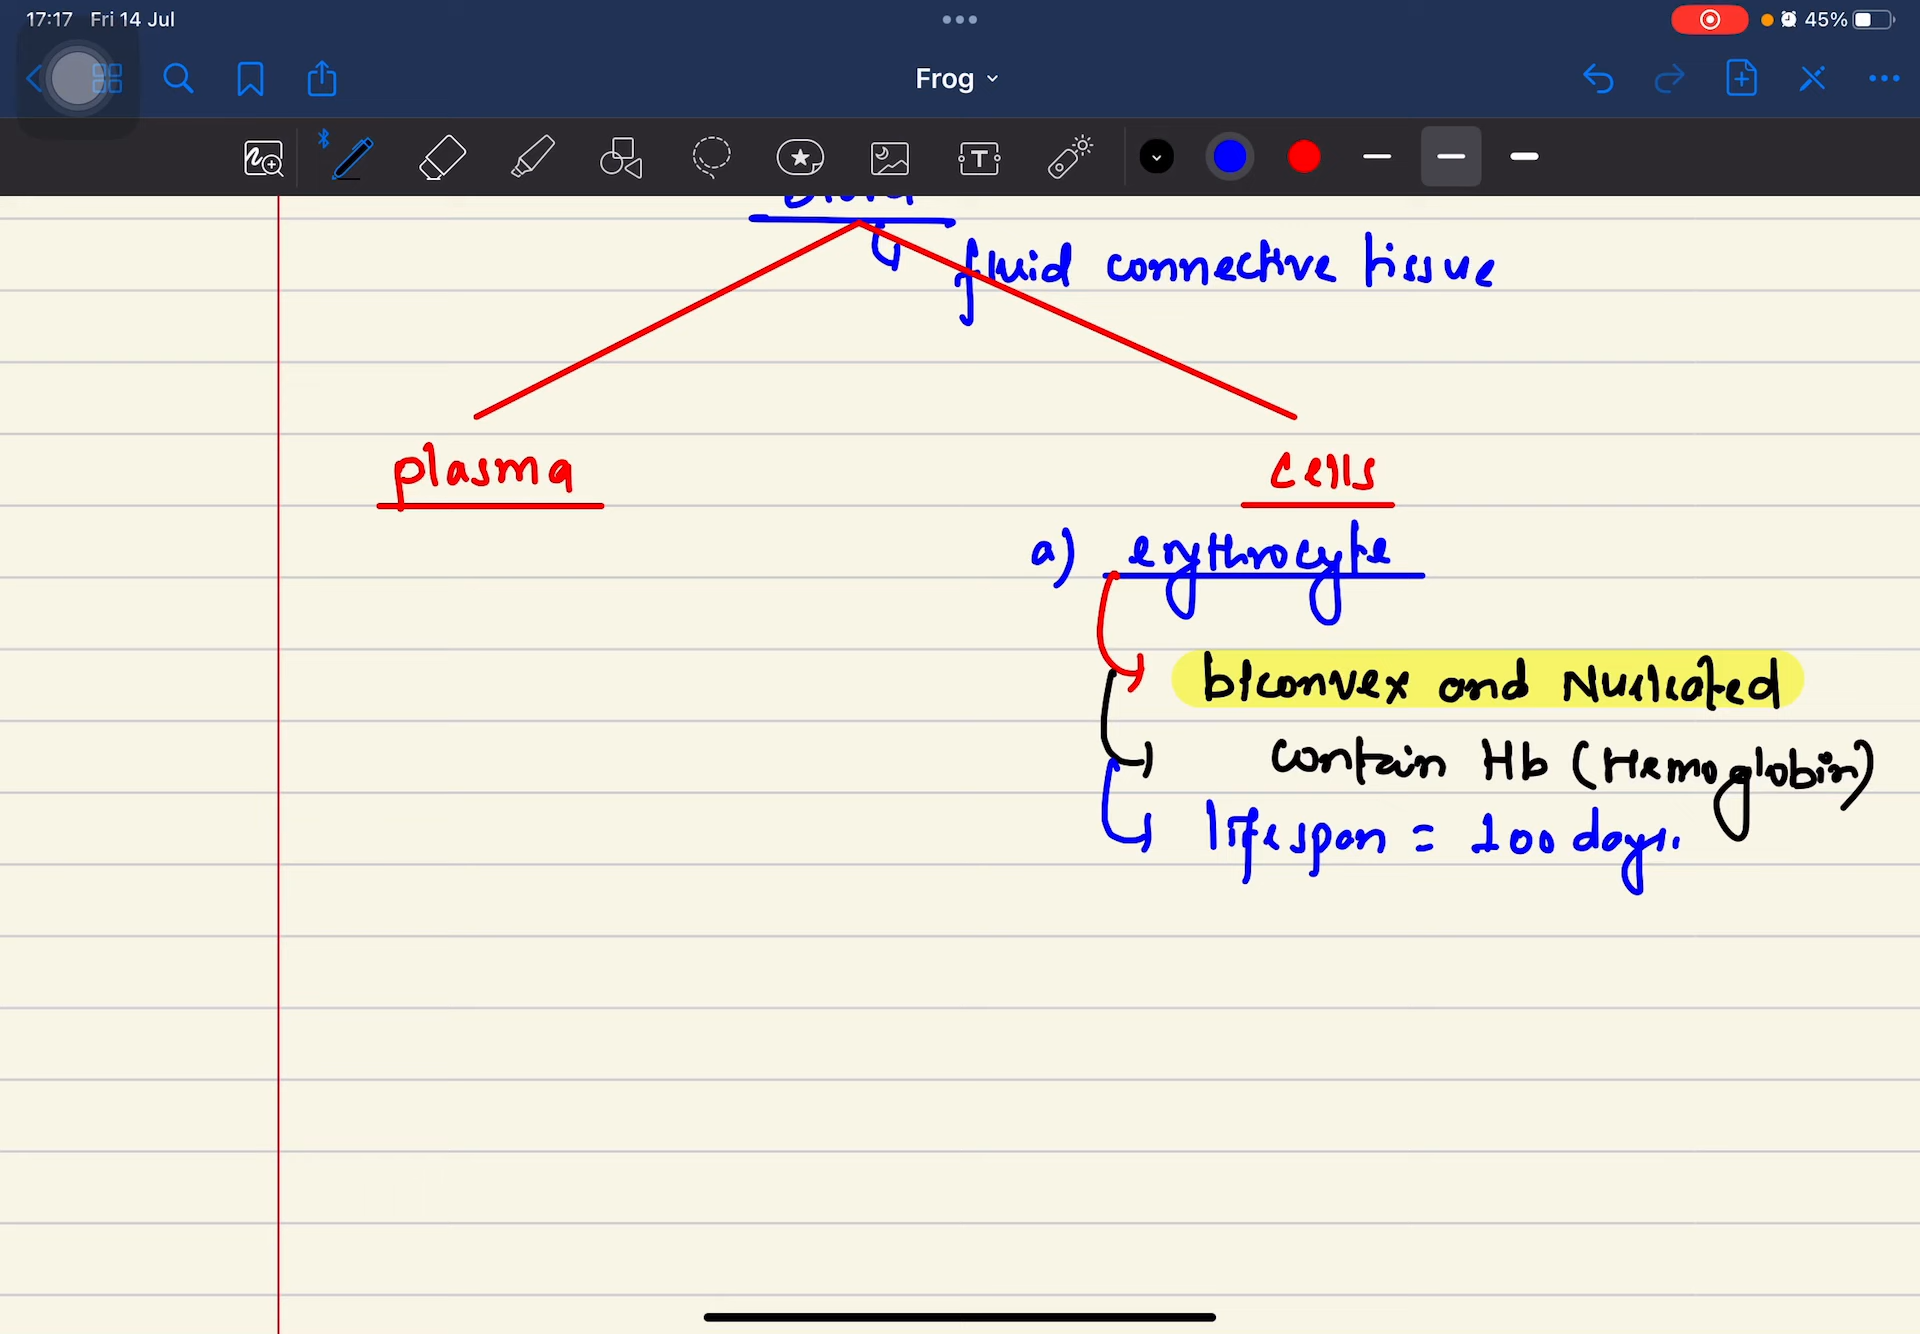 17:17 Fri 14 Jul
45%
Frog
T
fluid connective tissue
plasma
cells
a) erythrocyte
biconvex and Nucleated
contain Hb (Hemoglobin)
lifespan = 100 days.